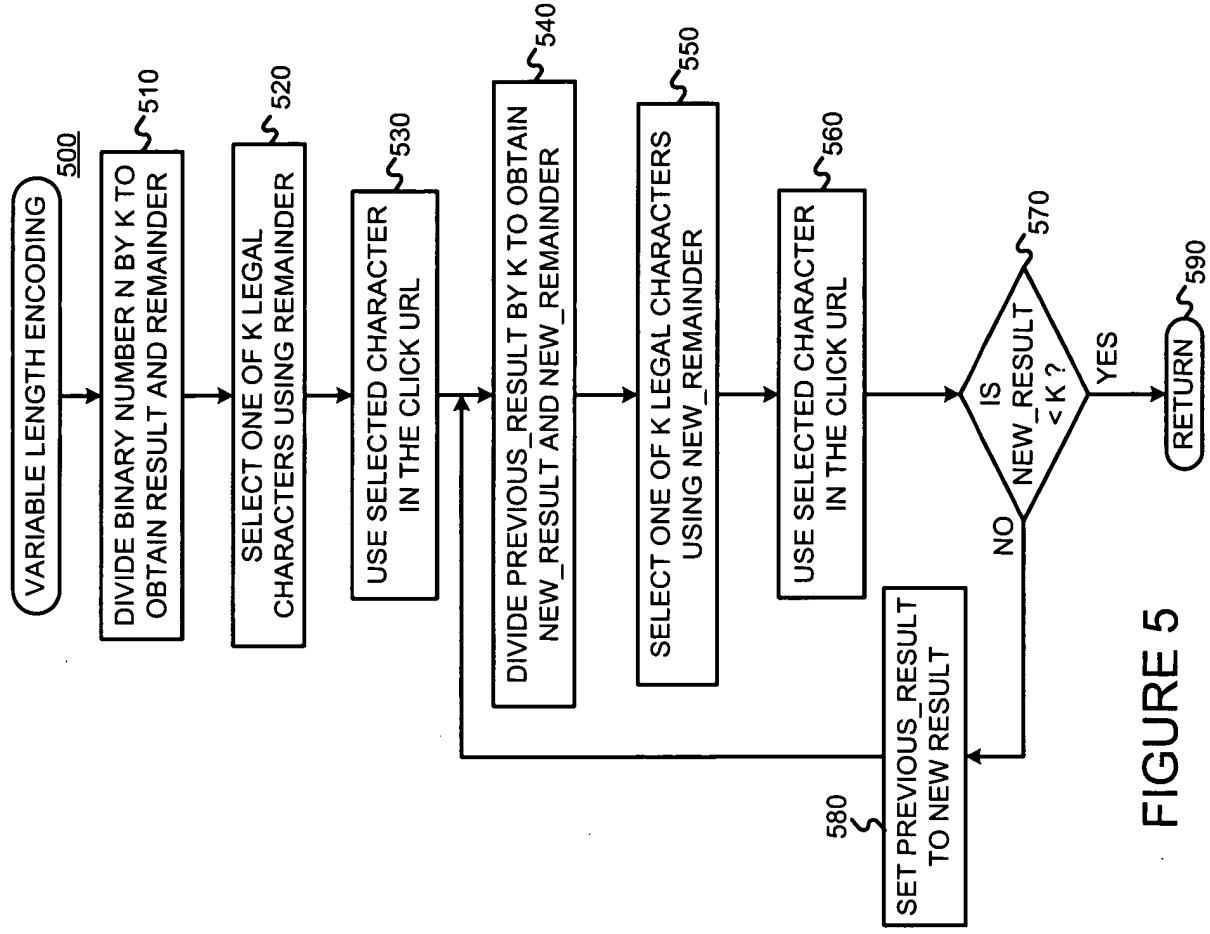 VARIABLE LENGTH ENCODING
500
DIVIDE BINARY NUMBER N BY K TO
OBTAIN RESULT AND REMAINDER
510
SELECT ONE OF K LEGAL
CHARACTERS USING REMAINDER
520
USE SELECTED CHARACTER
IN THE CLICK URL
530
DIVIDE PREVIOUS_RESULT BY K TO OBTAIN
NEW_RESULT AND NEW_REMAINDER
540
SELECT ONE OF K LEGAL CHARACTERS
USING NEW_REMAINDER
550
USE SELECTED CHARACTER
IN THE CLICK URL
560
IS
NEW_RESULT
< K ?
570
NO
YES
580
SET PREVIOUS_RESULT
TO NEW RESULT
RETURN
590
FIGURE 5